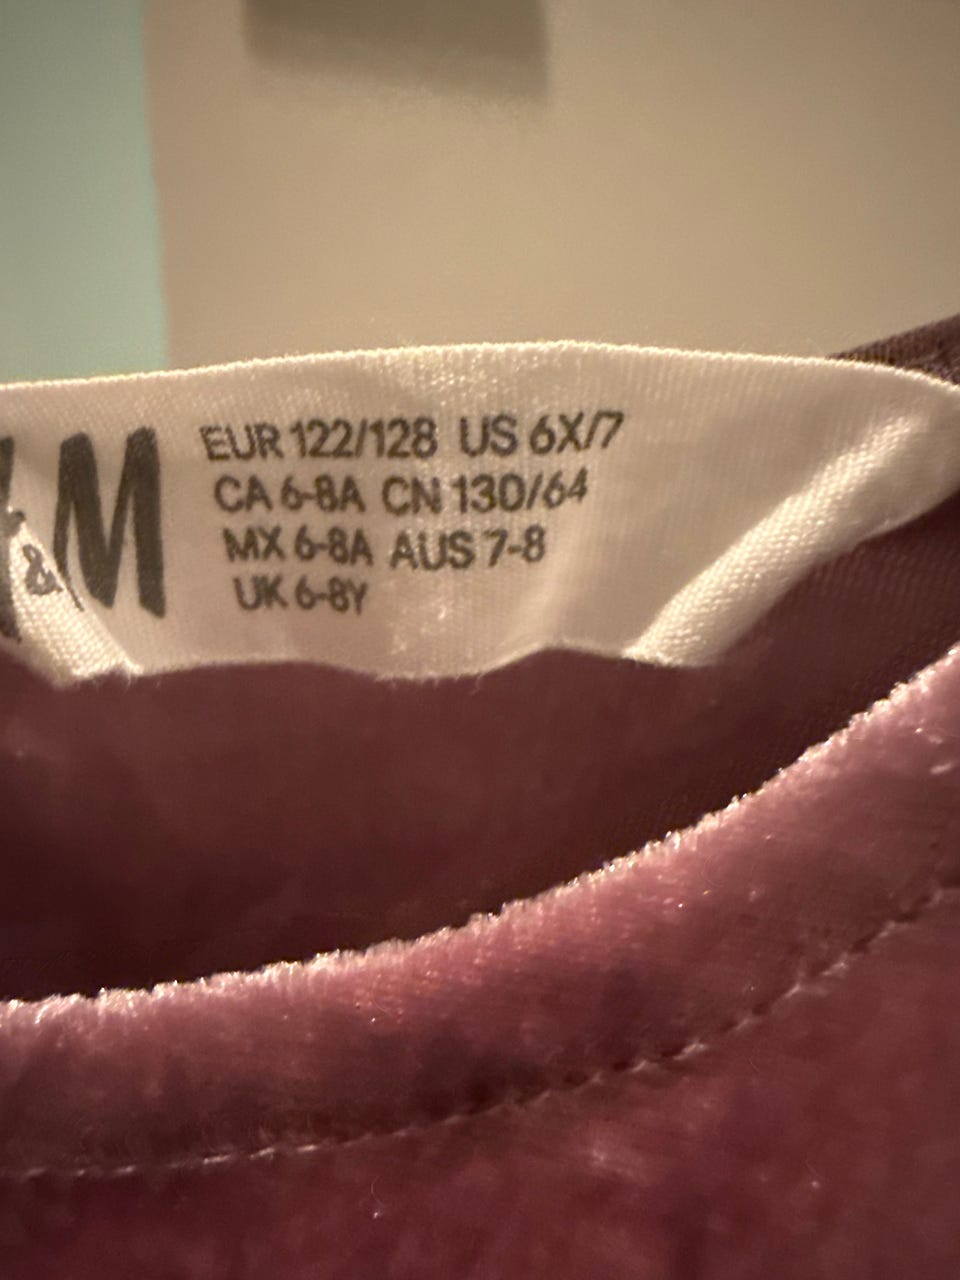 &M
EUR 122/128 US 6X/7
CA 6-8A CN 130/64
MX 6-8A AUS 7-8
UK 6-8Y